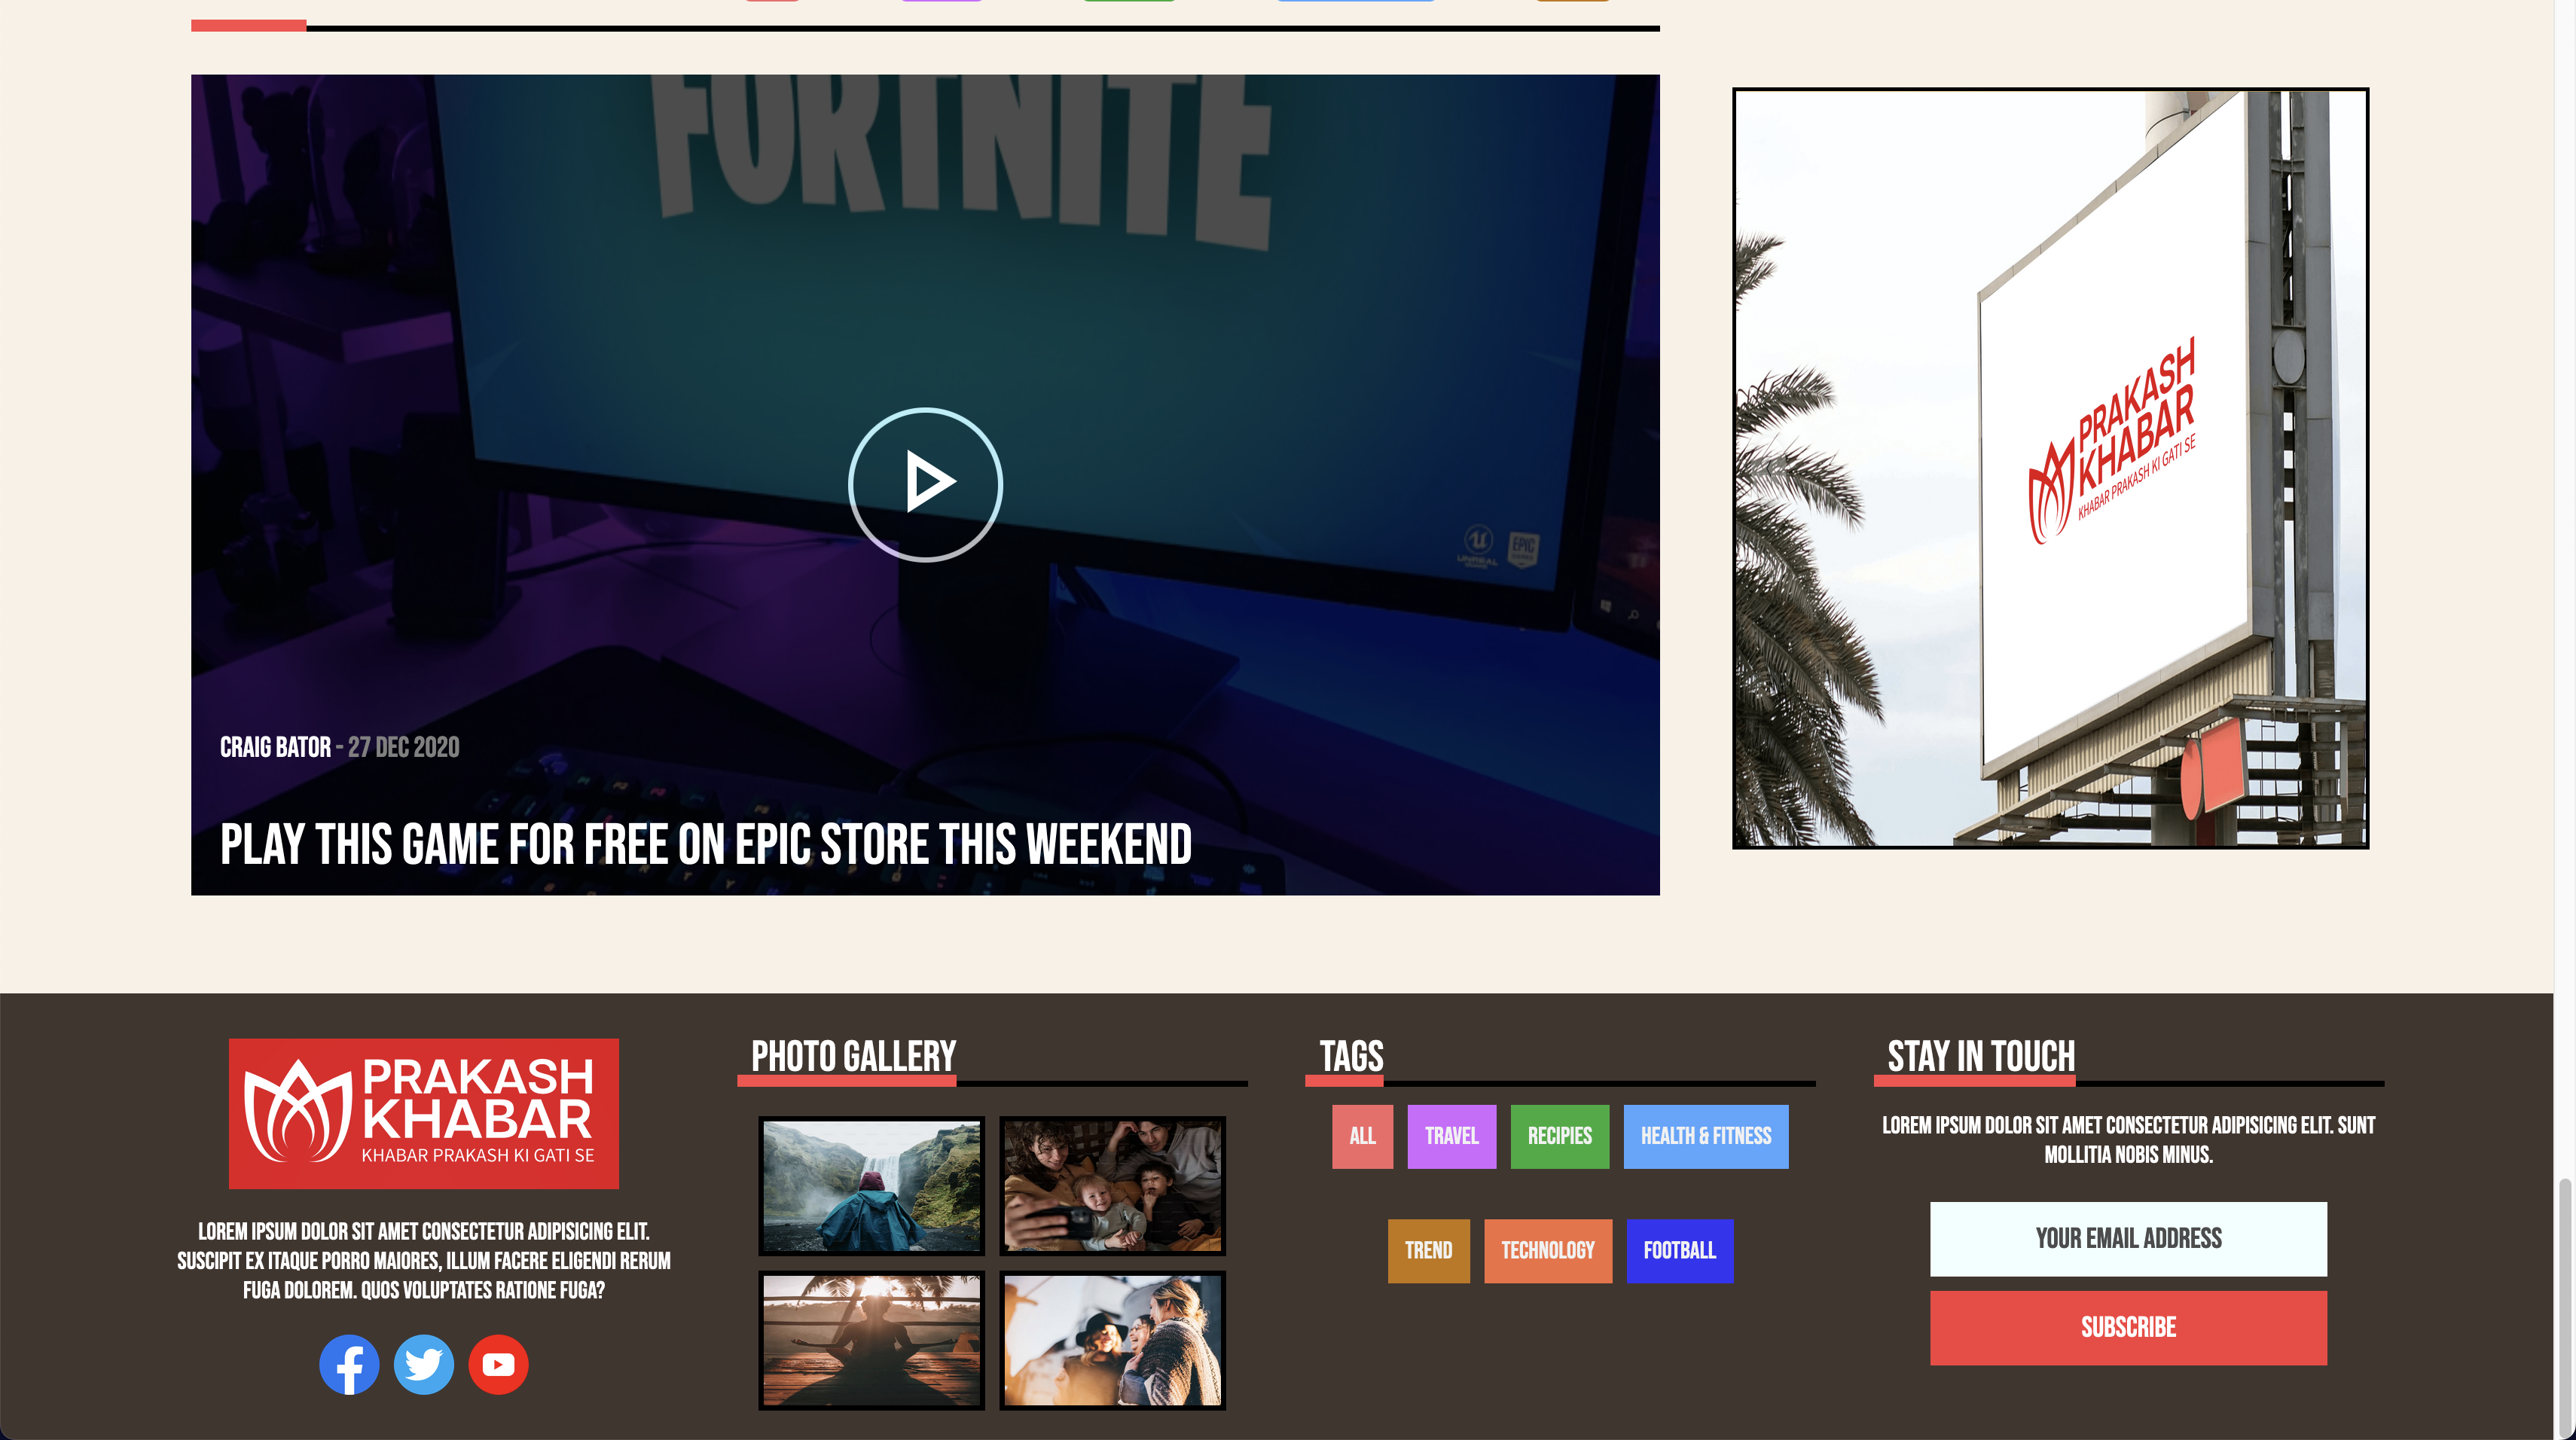 FORTNITE
UNREAL
EPIC
GAMES
CRAIG BATOR - 27 DEC 2020
PLAY THIS GAME FOR FREE ON EPIC STORE THIS WEEKEND
PRAKASH
KHABAR
KHABAR PRAKASH KI GATI SE
PRAKASH
KHABAR
KHABAR PRAKASH KI GATI SE
LOREM IPSUM DOLOR SIT AMET CONSECTETUR ADIPISICING ELIT.
SUSCIPIT EX ITAQUE PORRO MAIORES, ILLUM FACERE ELIGENDI RERUM
FUGA DOLOREM. QUOS VOLUPTATES RATIONE FUGA?
PHOTO GALLERY
TAGS
ALL TRAVEL RECIPIES HEALTH & FITNESS
TREND TECHNOLOGY FOOTBALL
STAY IN TOUCH
LOREM IPSUM DOLOR SIT AMET CONSECTETUR ADIPISICING ELIT. SUNT
MOLLITIA NOBIS MINUS.
YOUR EMAIL ADDRESS
SUBSCRIBE